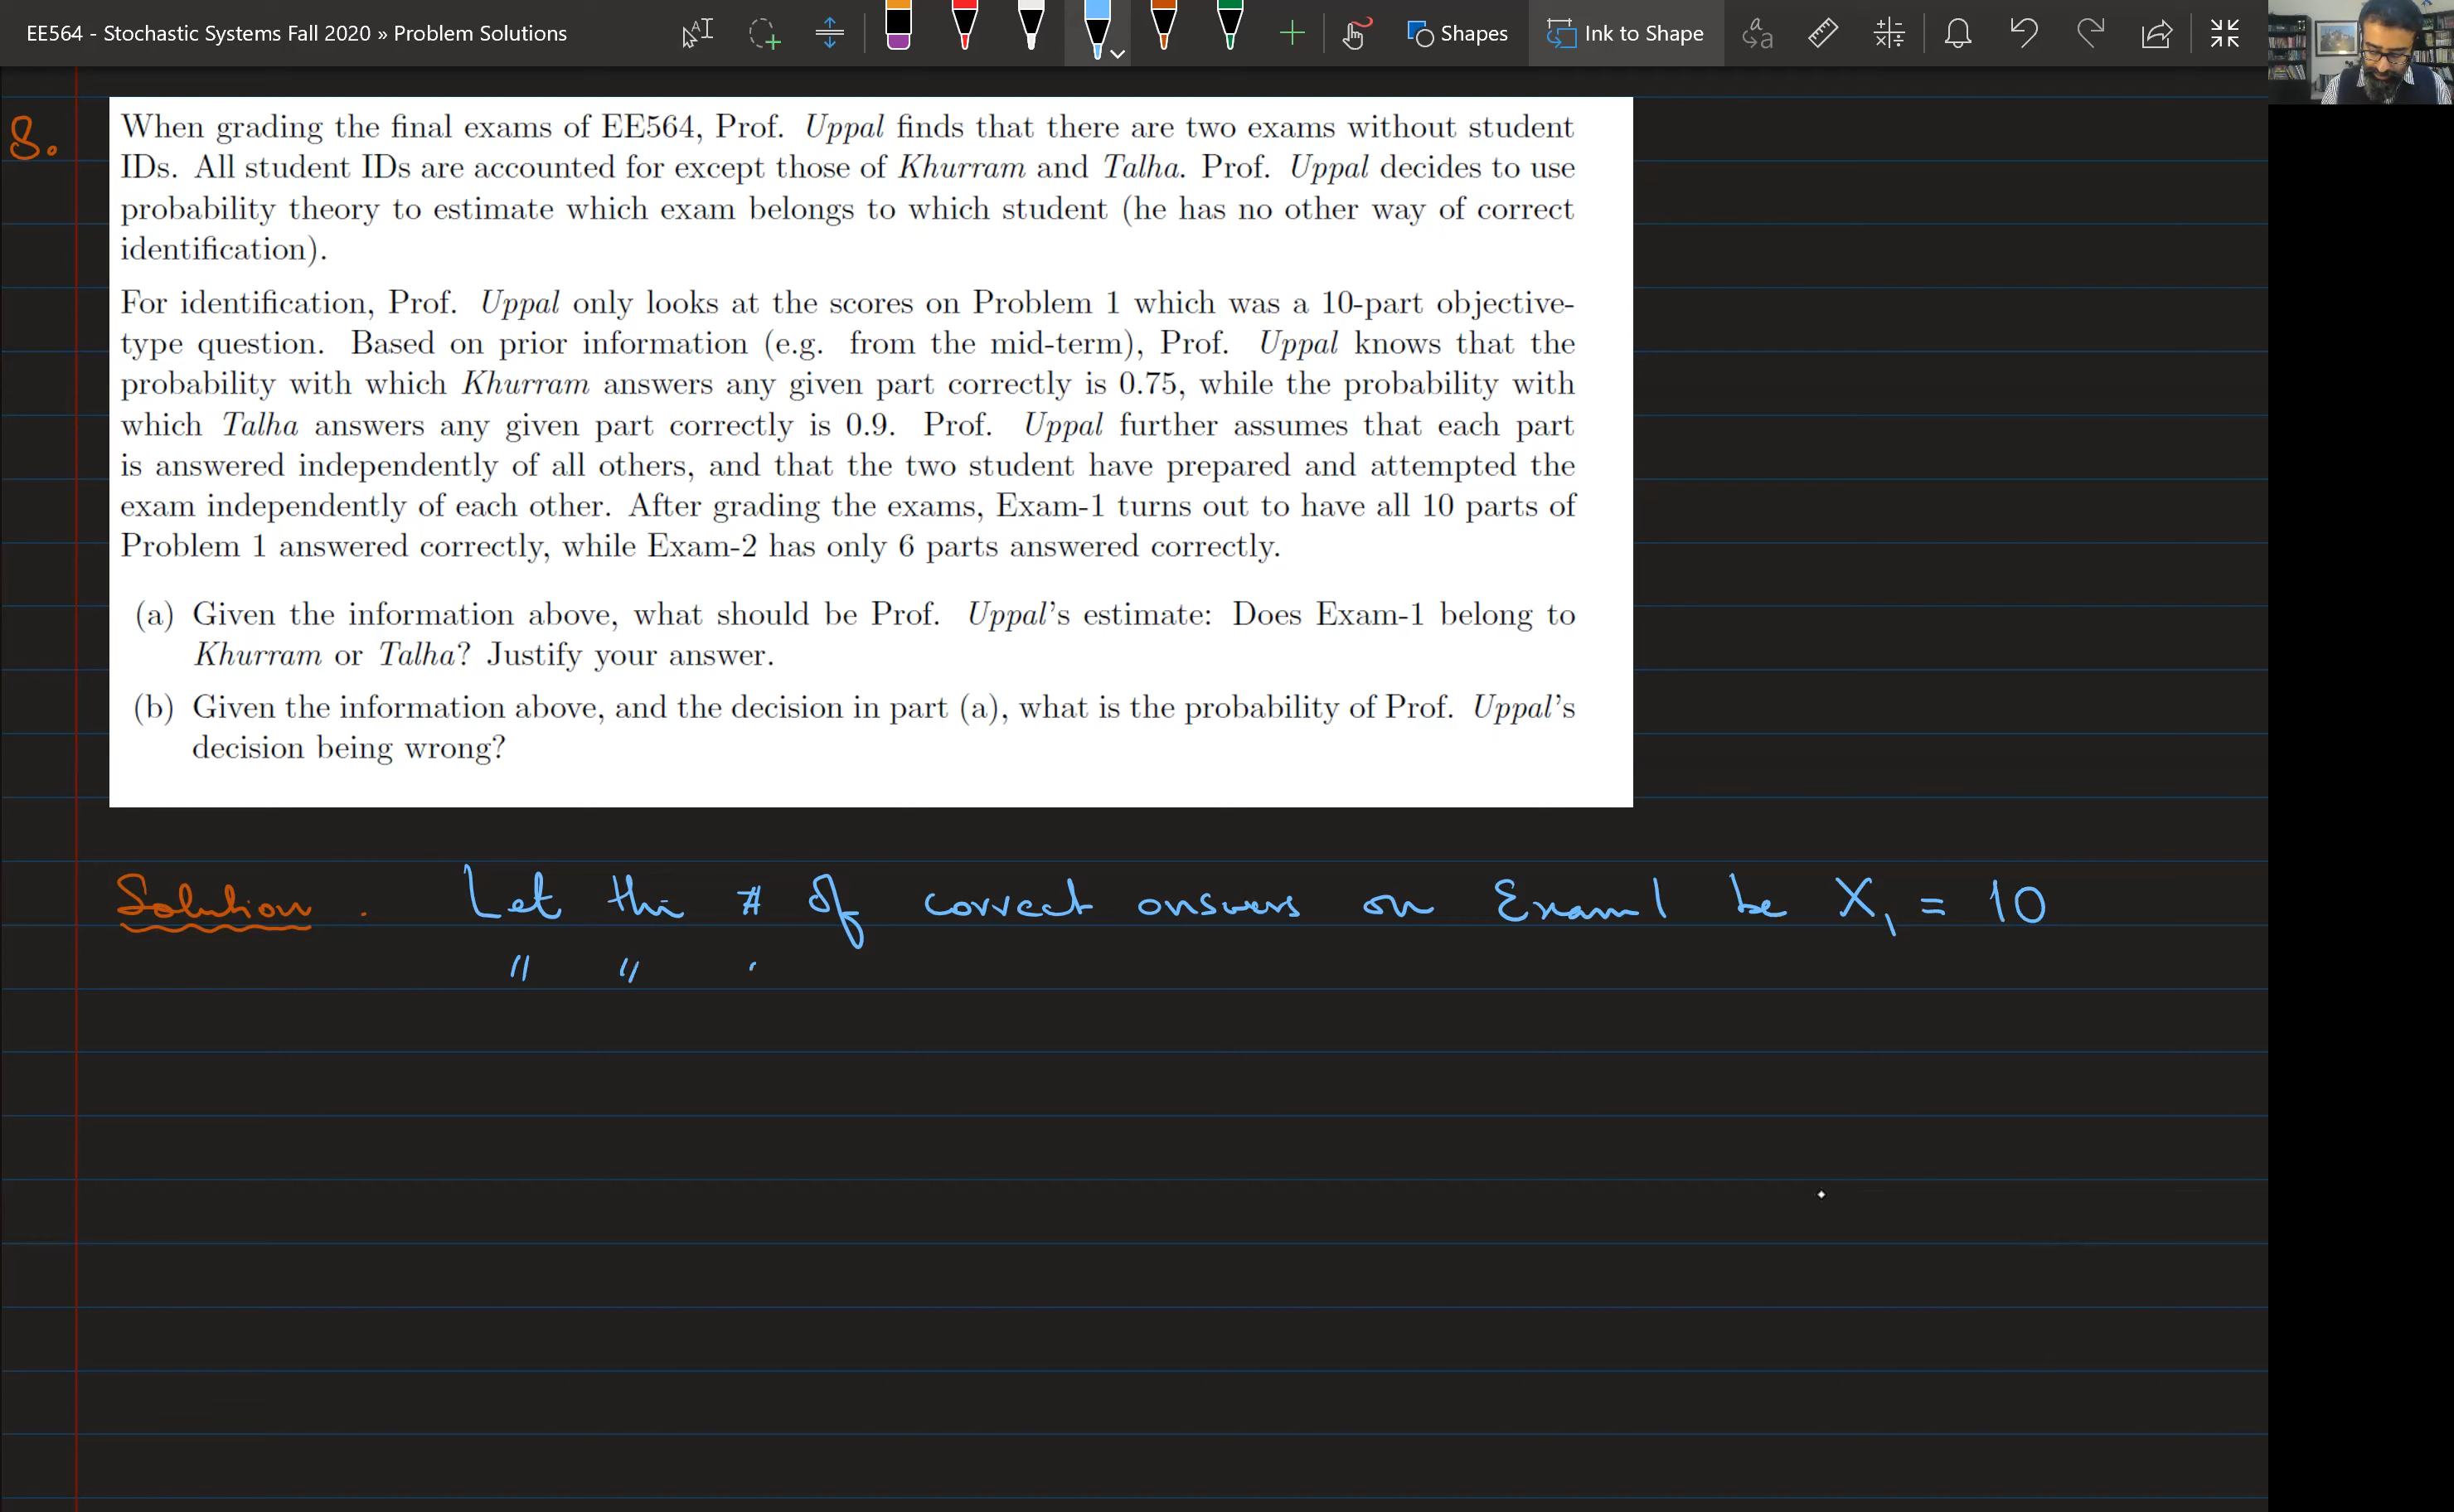 EE564 - Stochastic Systems Fall 2020 » Problem Solutions
Shapes
Ink to Shape
8.
When grading the final exams of EE564, Prof. Uppal finds that there are two exams without student
IDs. All student IDs are accounted for except those of Khurram and Talha. Prof. Uppal decides to use
probability theory to estimate which exam belongs to which student (he has no other way of correct
identification).
For identification, Prof. Uppal only looks at the scores on Problem 1 which was a 10-part objective-
type question. Based on prior information (e.g. from the mid-term), Prof. Uppal knows that the
probability with which Khurram answers any given part correctly is 0.75, while the probability with
which Talha answers any given part correctly is 0.9. Prof. Uppal further assumes that each part
is answered independently of all others, and that the two student have prepared and attempted the
exam independently of each other. After grading the exams, Exam-1 turns out to have all 10 parts of
Problem 1 answered correctly, while Exam-2 has only 6 parts answered correctly.
(a) Given the information above, what should be Prof. Uppal's estimate: Does Exam-1 belong to
Khurram or Talha? Justify your answer.
(b) Given the information above, and the decision in part (a), what is the probability of Prof. Uppal's
decision being wrong?
Solution. Let the # of correct answers on Exam 1 be X₁ = 10
" " '